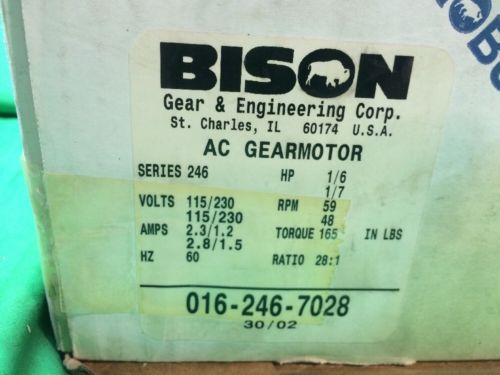 BISON
Gear & Engineering Corp.
St. Charles, IL 60174 U.S.A.
AC GEARMOTOR
SERIES 246 HP 1/6
1/7
VOLTS 115/230 RPM 59
115/230 48
AMPS 2.3/1.2 TORQUE 165 IN LBS
2.8/1.5
HZ 60 RATIO 28:1
016-246-7028
30/02